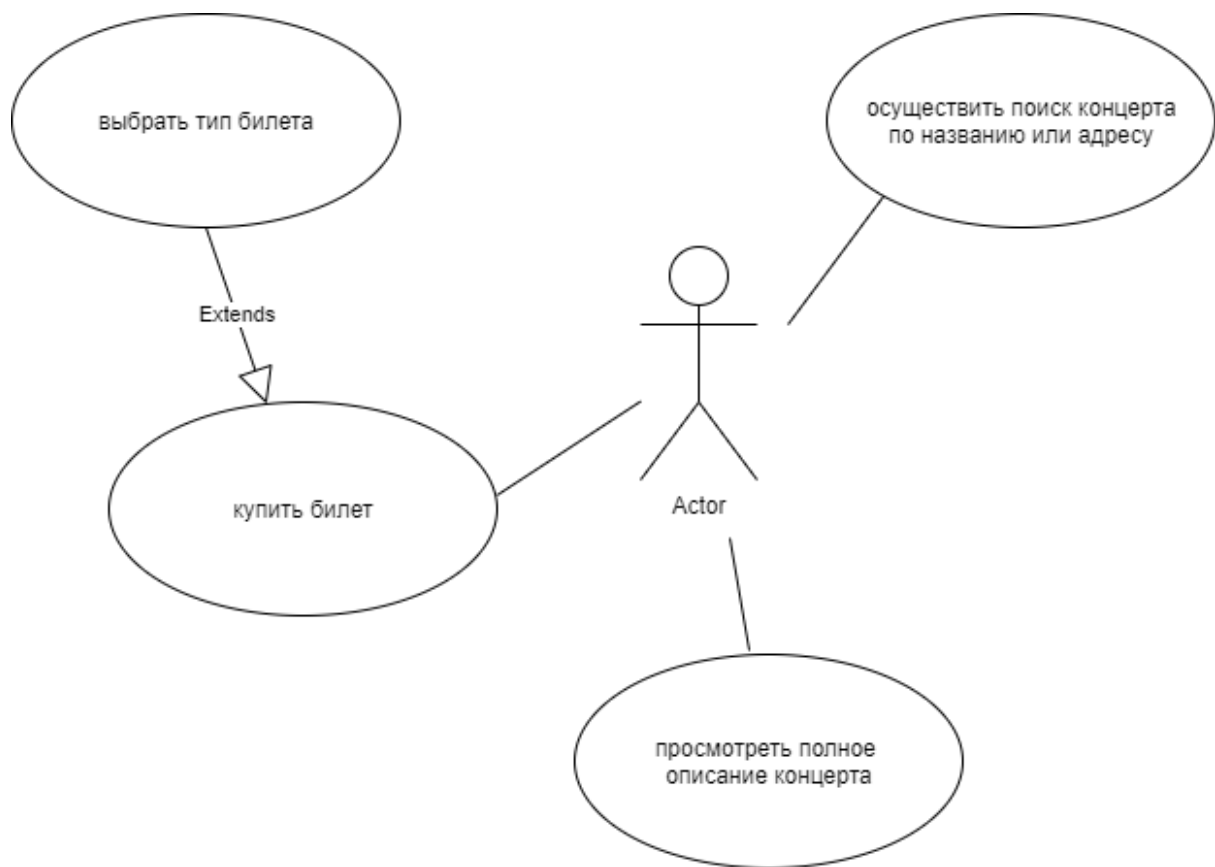 выбрать тип билета
осуществить поиск концерта
по названию или адресу
Extends
купить билет
Actor
просмотреть полное
описание концерта